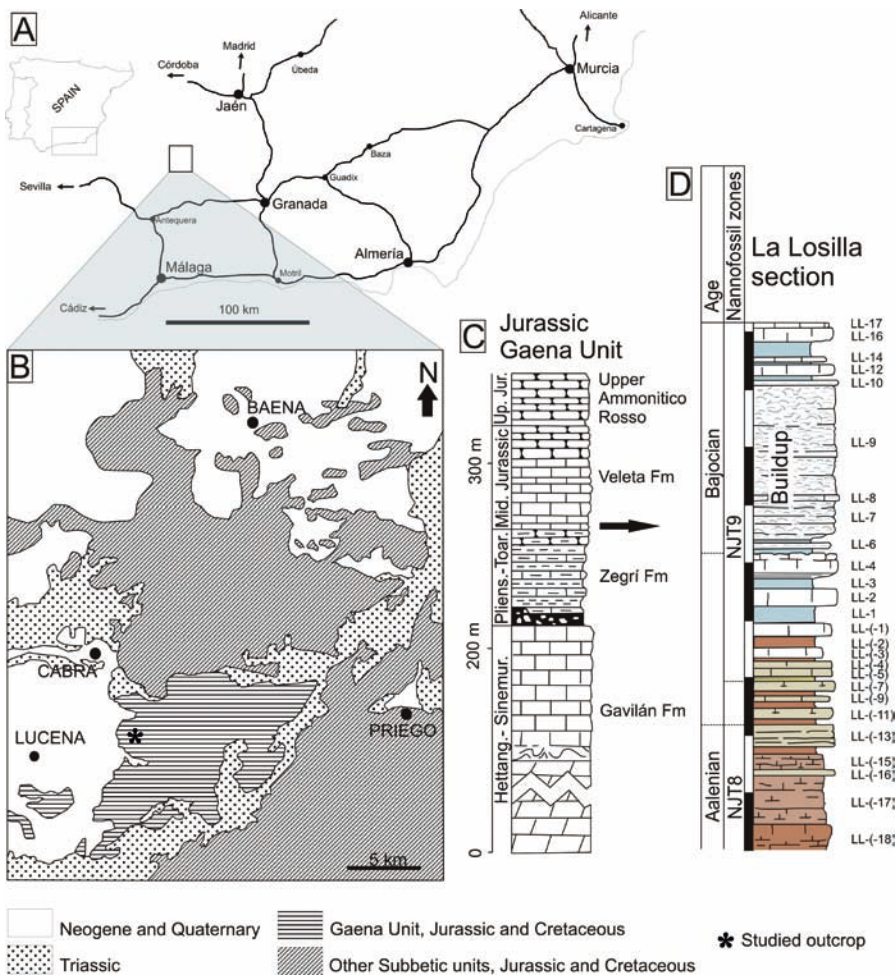 A
Alicante
Madrid
Córdoba
Úbeda
Murcia
Jaén
SPAIN
Cartagena
Baza
Guadix
Sevilla
Granada
Antequera
Almería
Málaga
Motril
Cádiz
100 km
B
N
BAENA
CABRA
PRIEGO
LUCENA
5 km
C
Jurassic
Gaena Unit
Upper
Ammonitico
Rosso
Up. Jur.
300 m
Mid. Jurassic
Veleta Fm
Pliens.-Toar.
Zegrí Fm
200 m
Hettang.- Sinemur.
Gavilán Fm
0
D
Age
Nannofossil zones
La Losilla
section
LL-17
LL-16
LL-14
LL-12
LL-10
Bajocian
Buildup
LL-9
LL-8
LL-7
NJT9
LL-6
LL-4
LL-3
LL-2
LL-1
LL-(-1)
LL-(-2)
LL-(-3)
LL-(-4)
LL-(-5)
LL-(-7)
LL-(-9)
LL-(-11)
LL-(-13)
Aalenian
NJT8
LL-(-15)
LL-(-16)
LL-(-17)
LL-(-18)
Neogene and Quaternary
Gaena Unit, Jurassic and Cretaceous
* Studied outcrop
Triassic
Other Subbetic units, Jurassic and Cretaceous